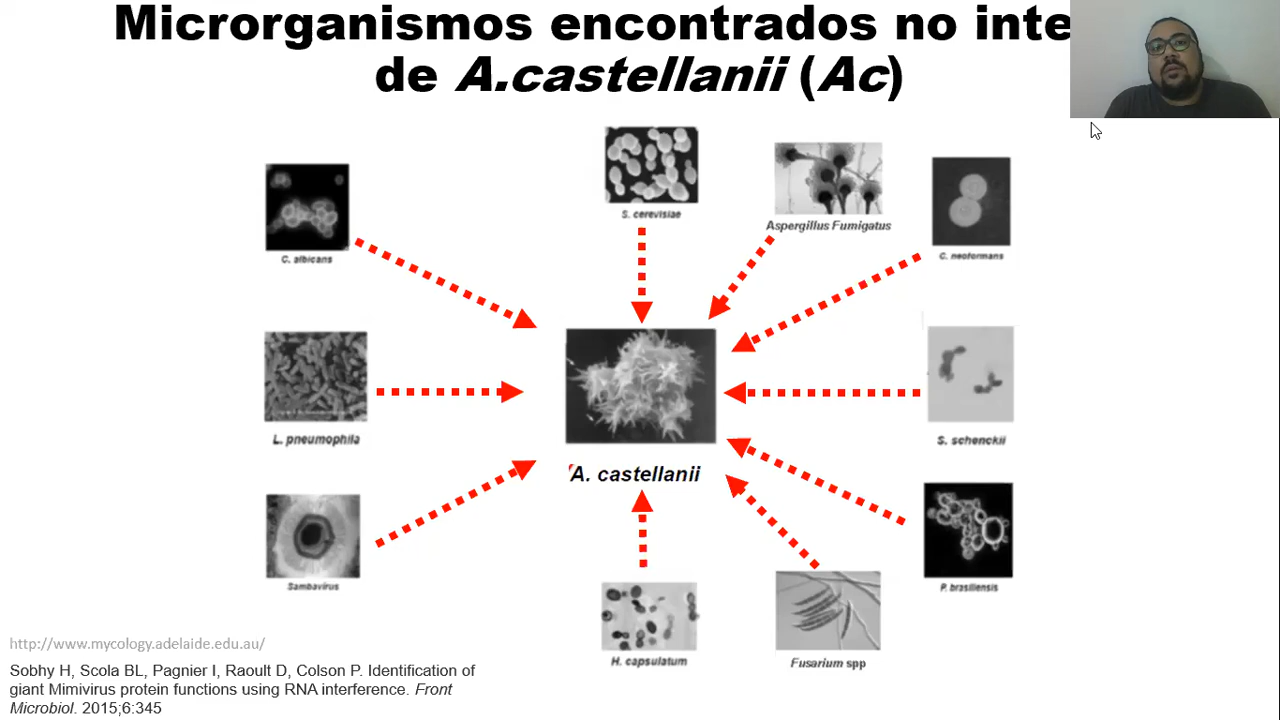 Microrganismos encontrados no inte
de A.castellanii (Ac)
S. cerevisiae
Aspergillus Fumigatus
C. albicans
C. neoformans
L. pneumophila
S. schenckii
A. castellanii
Sambavirus
P. brasiliensis
H. capsulatum
Fusarium spp
http://www.mycology.adelaide.edu.au/
Sobhy H, Scola BL, Pagnier I, Raoult D, Colson P. Identification of
giant Mimivirus protein functions using RNA interference. Front
Microbiol. 2015;6:345